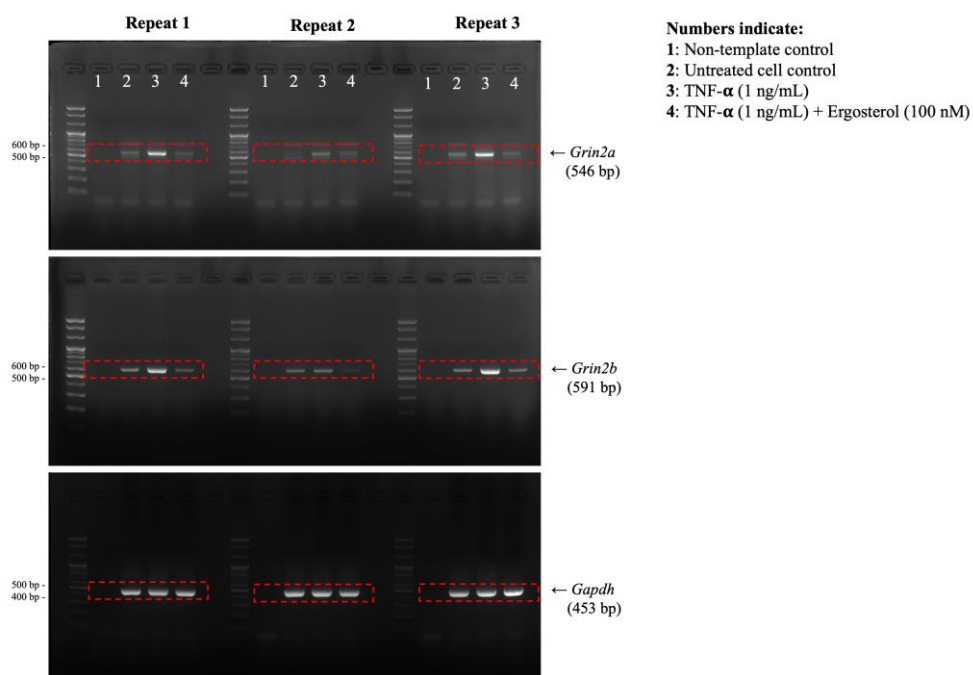 Repeat 1
Repeat 2
Repeat 3
Numbers indicate:
1: Non-template control
2: Untreated cell control
3: TNF-α (1 ng/mL)
4: TNF-α (1 ng/mL) + Ergosterol (100 nM)
1 2 3 4 1 2 3 4 1 2 3 4
600 bp -
500 bp -
← Grin2a
(546 bp)
600 bp -
500 bp -
← Grin2b
(591 bp)
500 bp -
400 bp -
← Gapdh
(453 bp)